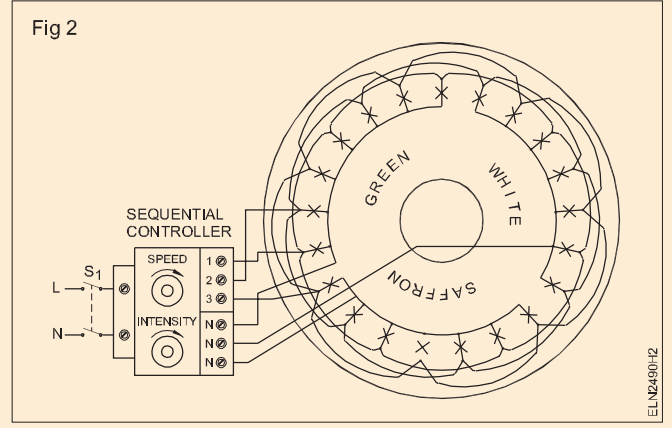 Fig 2
GREEN
WHITE
SAFFRON
SEQUENTIAL
CONTROLLER
SPEED
INTENSITY
1
2
3
N
N
N
S1
L
N
ELN2490H2